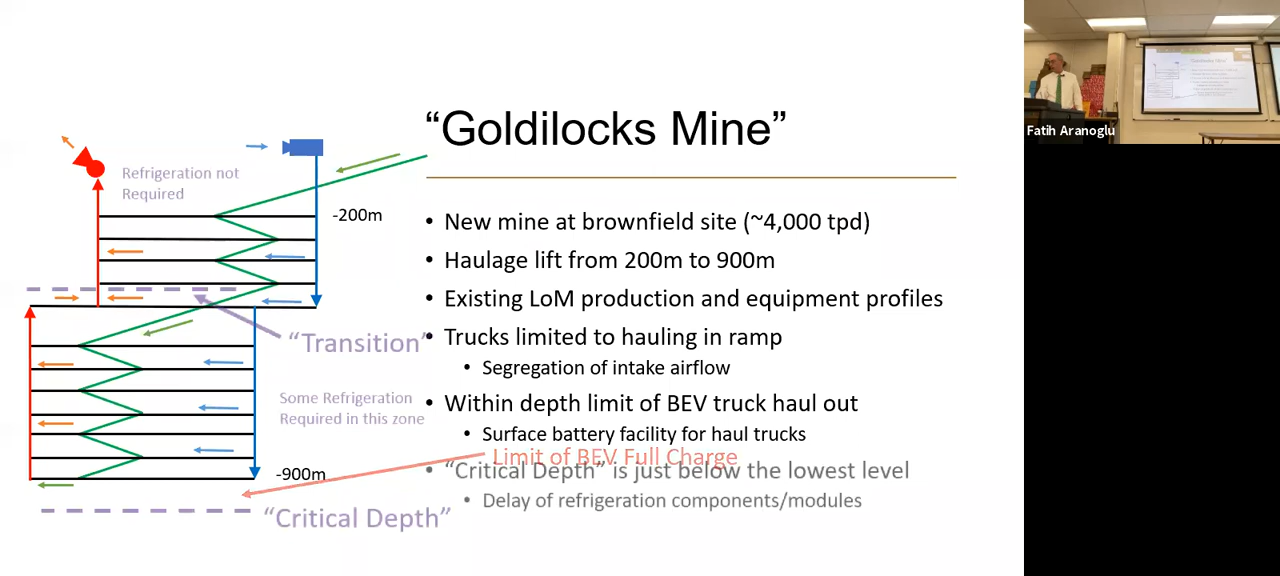 “Goldilocks Mine”
Refrigeration not
Required
-200m
• New mine at brownfield site (~4,000 tpd)
• Haulage lift from 200m to 900m
• Existing LoM production and equipment profiles
“Transition”
• Trucks limited to hauling in ramp
• Segregation of intake airflow
Some Refrigeration
Required in this zone
• Within depth limit of BEV truck haul out
• Surface battery facility for haul trucks
Limit of BEV Full Charge
• “Critical Depth” is just below the lowest level
-900m
• Delay of refrigeration components/modules
“Critical Depth”
Fatih Aranoglu